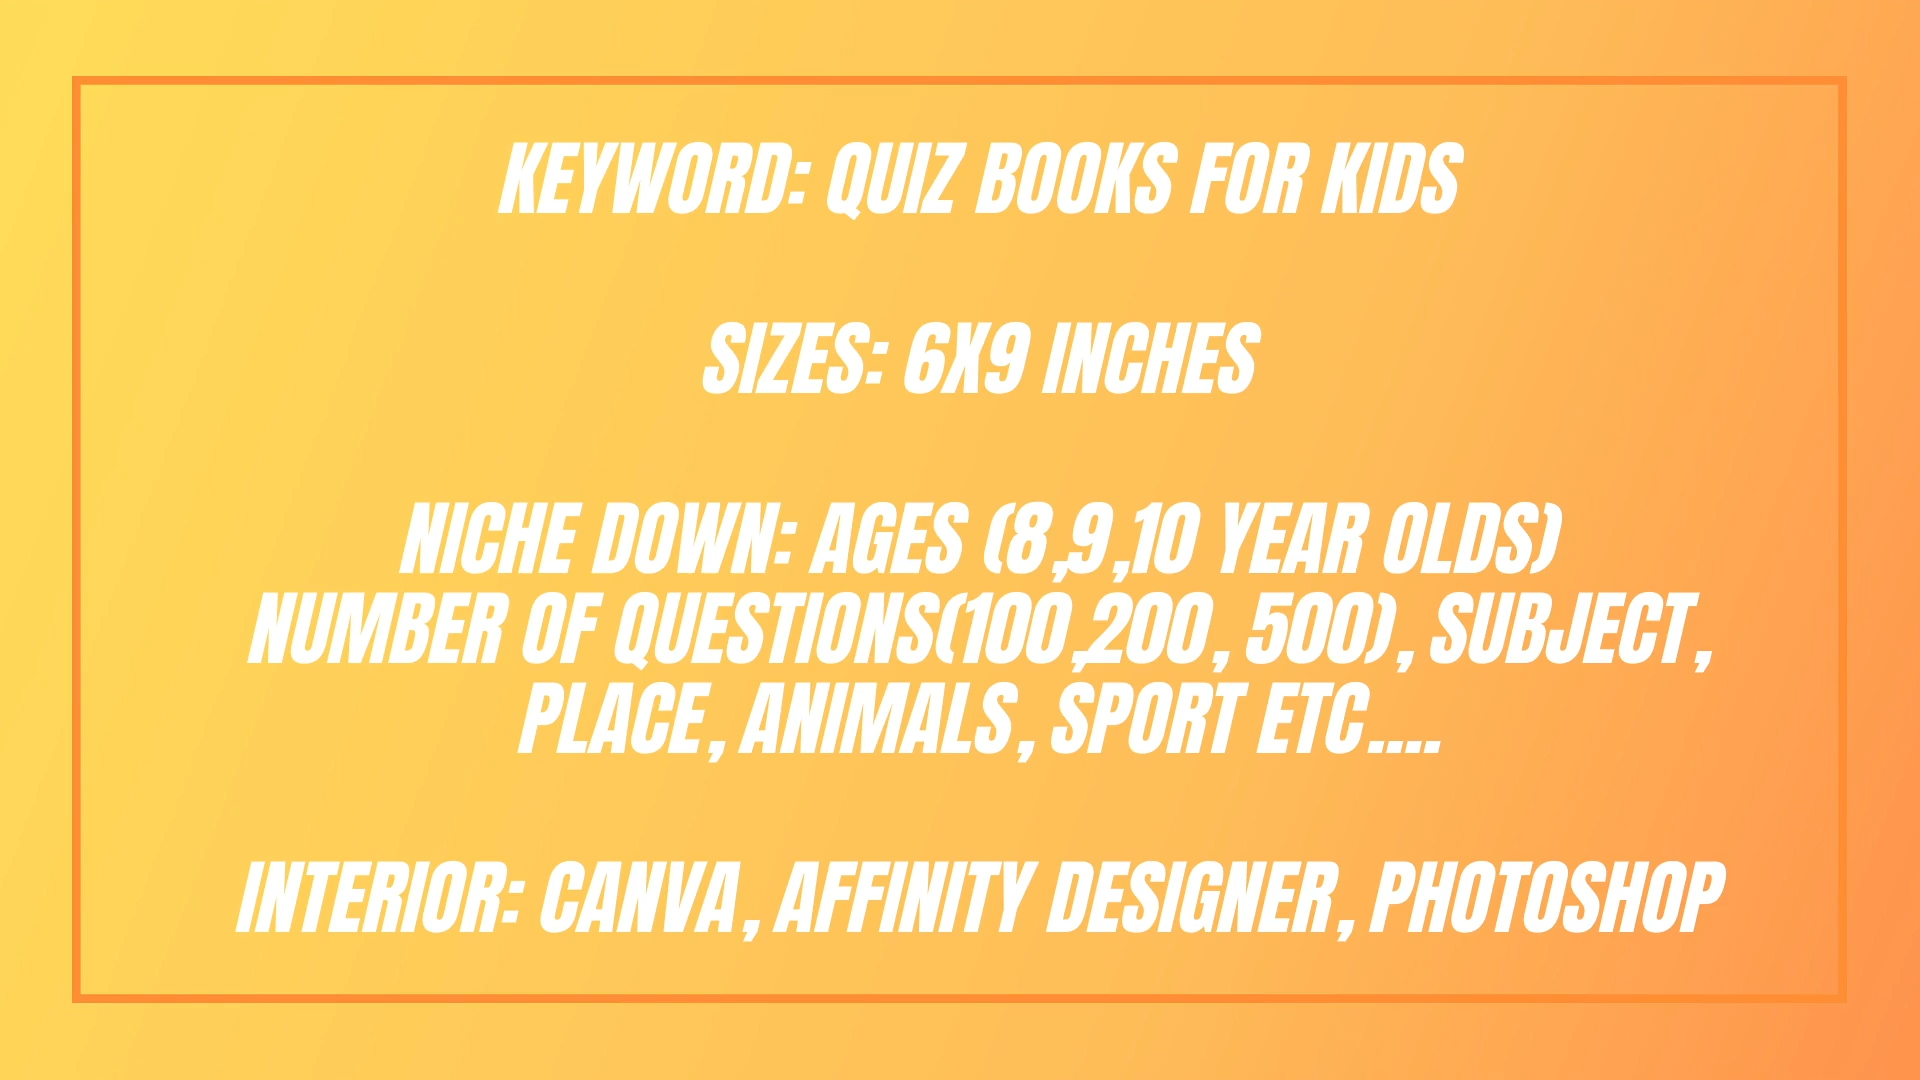 KEYWORD: QUIZ BOOKS FOR KIDS
SIZES: 6X9 INCHES
NICHE DOWN: AGES (8,9,10 YEAR OLDS)
NUMBER OF QUESTIONS(100,200, 500), SUBJECT,
PLACE, ANIMALS, SPORT ETC....
INTERIOR: CANVA, AFFINITY DESIGNER, PHOTOSHOP